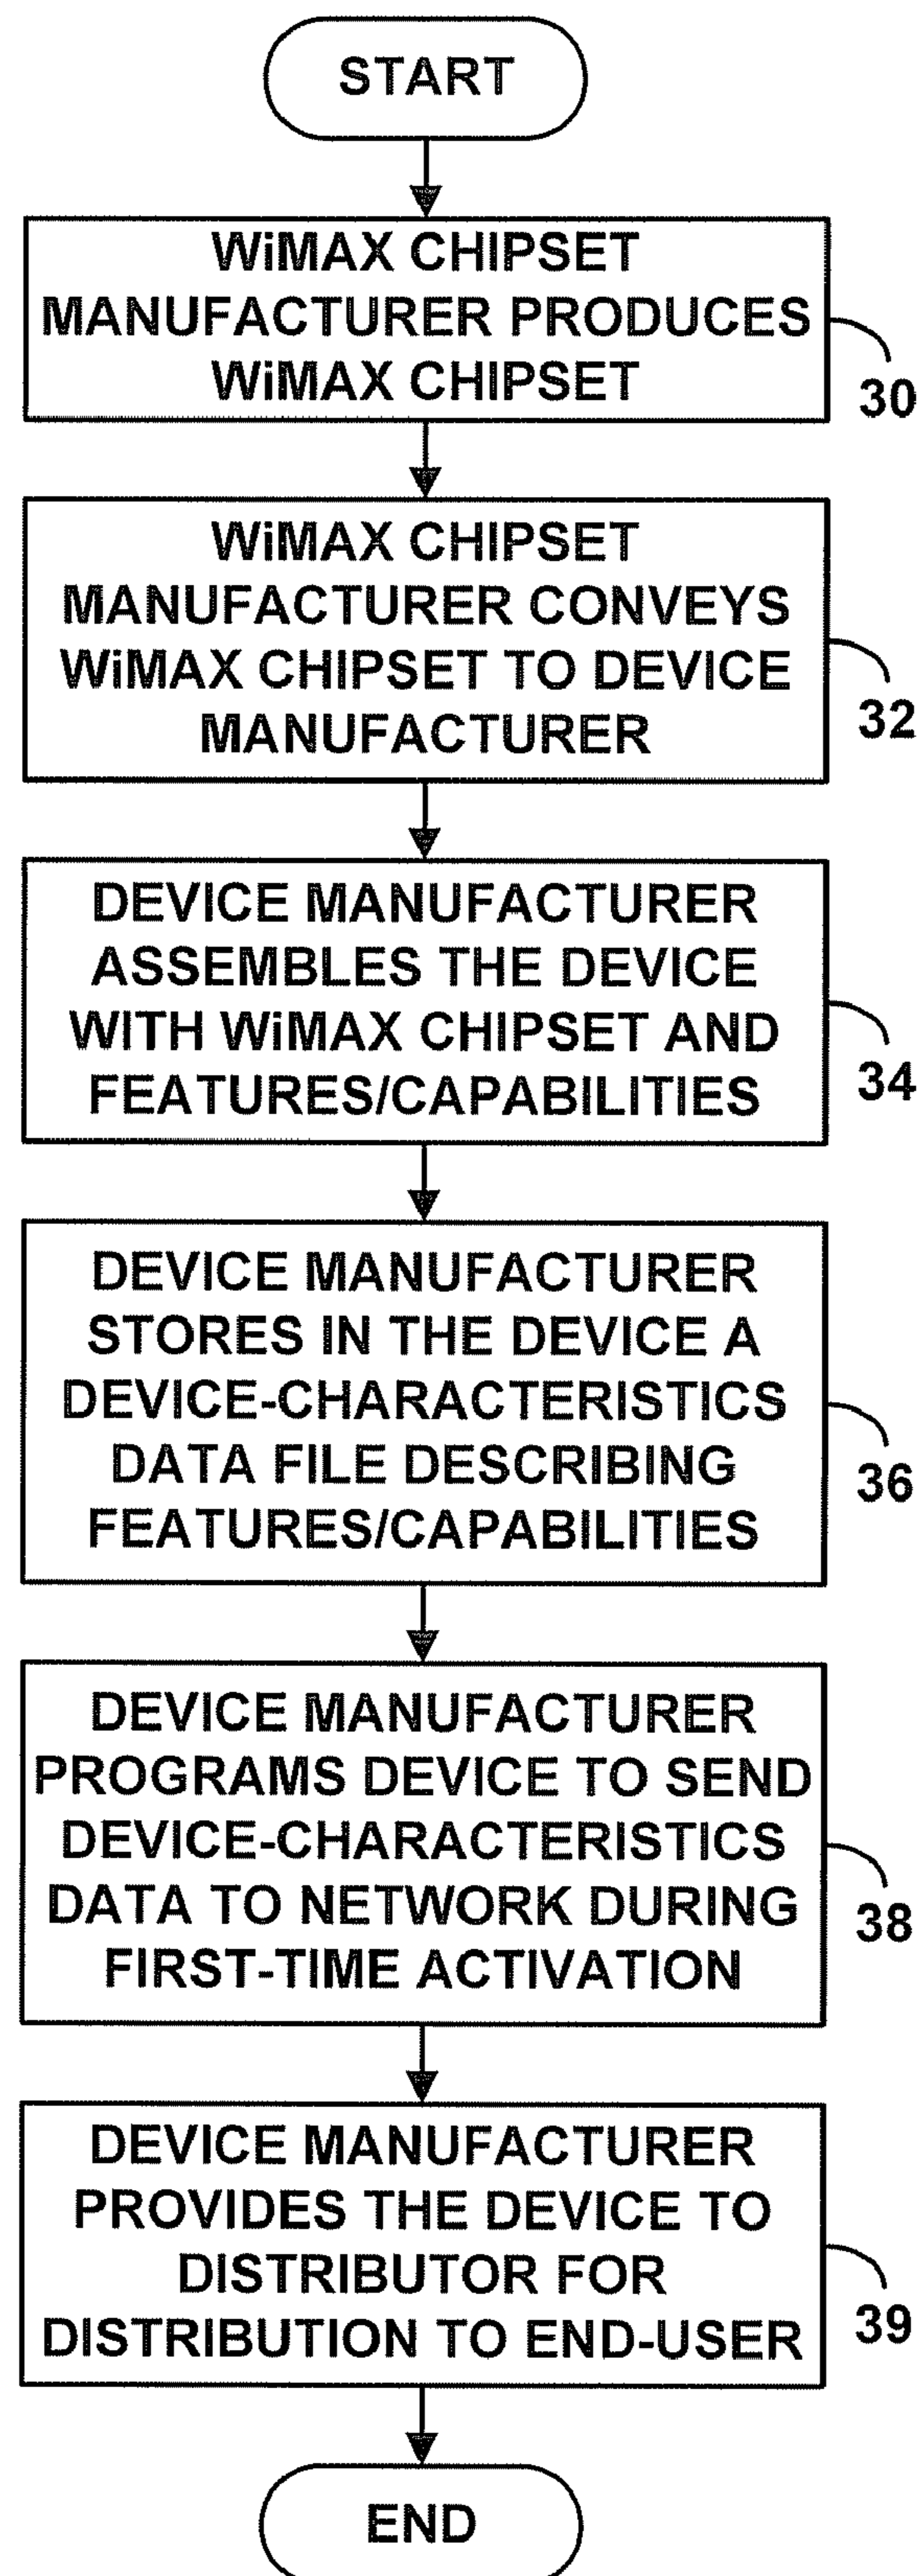 START
WiMAX CHIPSET
MANUFACTURER PRODUCES
WiMAX CHIPSET
30
WiMAX CHIPSET
MANUFACTURER CONVEYS
WiMAX CHIPSET TO DEVICE
MANUFACTURER
32
DEVICE MANUFACTURER
ASSEMBLES THE DEVICE
WITH WiMAX CHIPSET AND
FEATURES/CAPABILITIES
34
DEVICE MANUFACTURER
STORES IN THE DEVICE A
DEVICE-CHARACTERISTICS
DATA FILE DESCRIBING
FEATURES/CAPABILITIES
36
DEVICE MANUFACTURER
PROGRAMS DEVICE TO SEND
DEVICE-CHARACTERISTICS
DATA TO NETWORK DURING
FIRST-TIME ACTIVATION
38
DEVICE MANUFACTURER
PROVIDES THE DEVICE TO
DISTRIBUTOR FOR
DISTRIBUTION TO END-USER
39
END